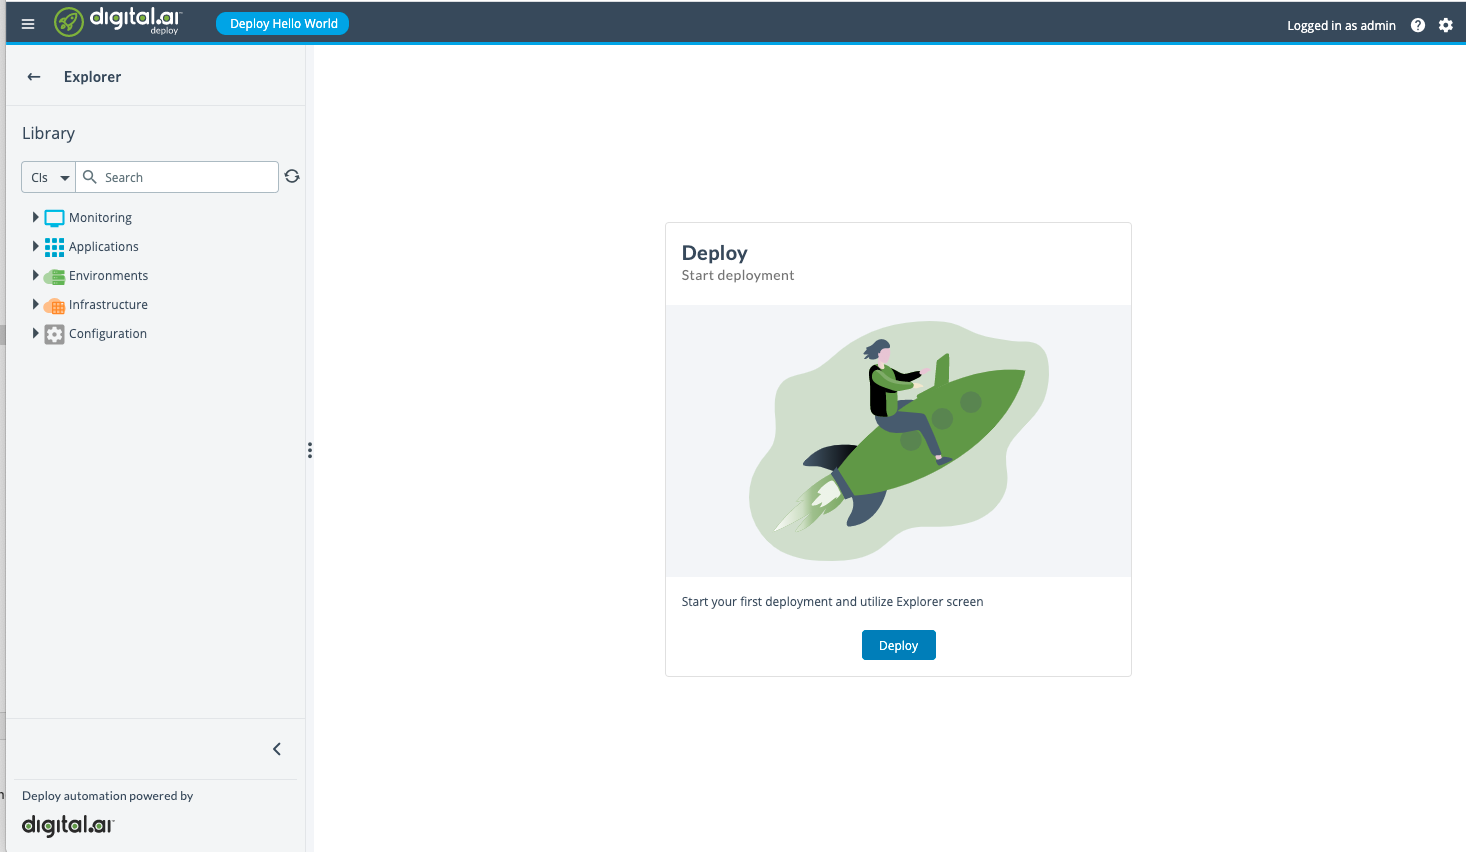 digital.ai
deploy
Deploy Hello World
Logged in as admin
Explorer
Library
CIs
Search
Monitoring
Applications
Environments
Infrastructure
Configuration
Deploy
Start deployment
Start your first deployment and utilize Explorer screen
Deploy
Deploy automation powered by
digital.ai